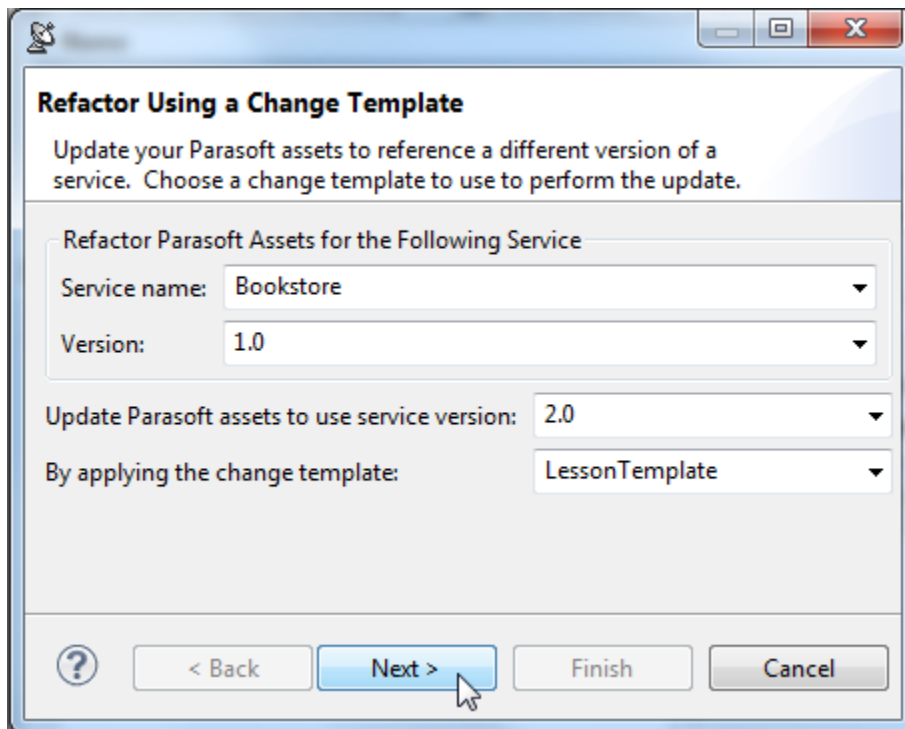 Refactor Using a Change Template
Update your Parasoft assets to reference a different version of a
service.  Choose a change template to use to perform the update.
Refactor Parasoft Assets for the Following Service
Service name: Bookstore
Version: 1.0
Update Parasoft assets to use service version: 2.0
By applying the change template: LessonTemplate
? < Back Next > Finish Cancel